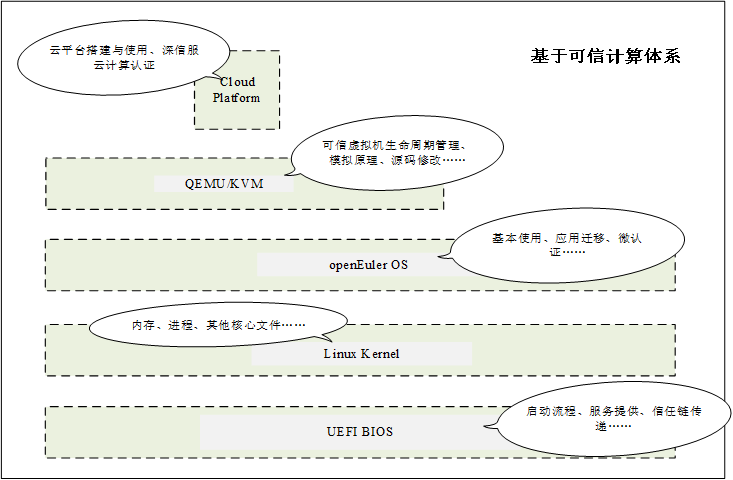 云平台搭建与使用、深信服
云计算认证
基于可信计算体系
Cloud
Platform
可信虚拟机生命周期管理、
模拟原理、源码修改……
QEMU/KVM
基本使用、应用迁移、微认
证……
openEuler OS
内存、进程、其他核心文件……
Linux Kernel
启动流程、服务提供、信任链传
递……
UEFI BIOS